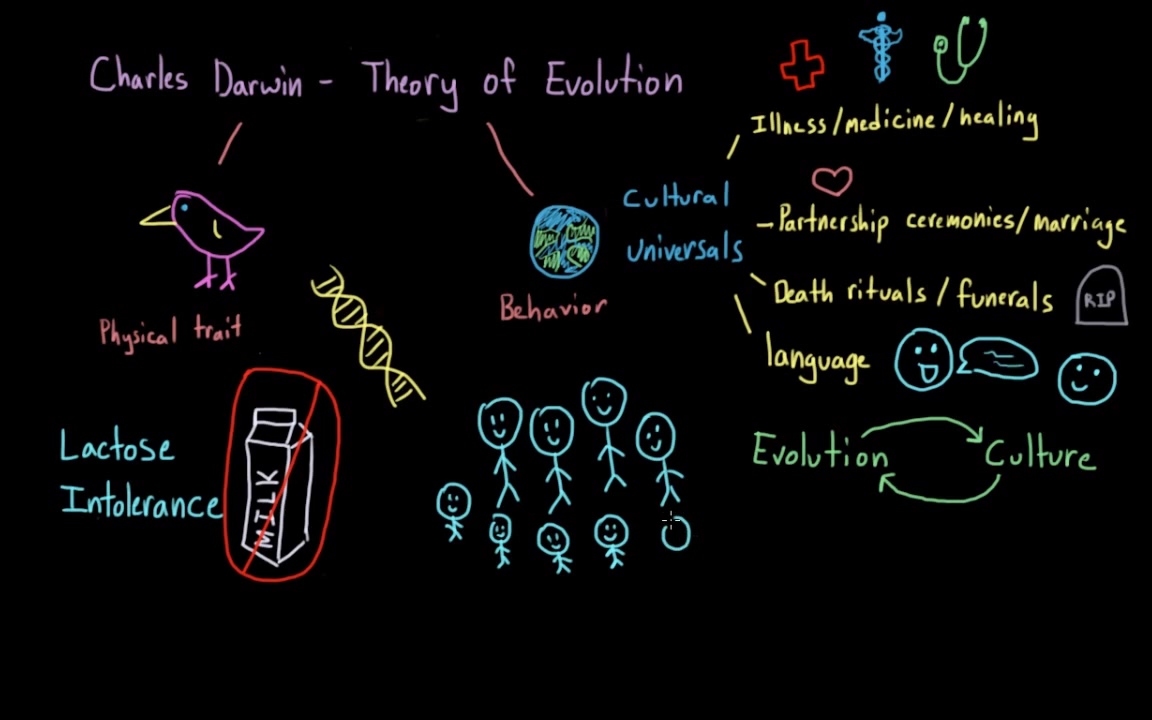 Charles Darwin - Theory of Evolution
Illness/medicine/healing
Cultural
Universals
-Partnership ceremonies/marriage
Death rituals/funerals
RIP
language
Physical trait
Behavior
Lactose
Intolerance
MILK
Evolution
Culture